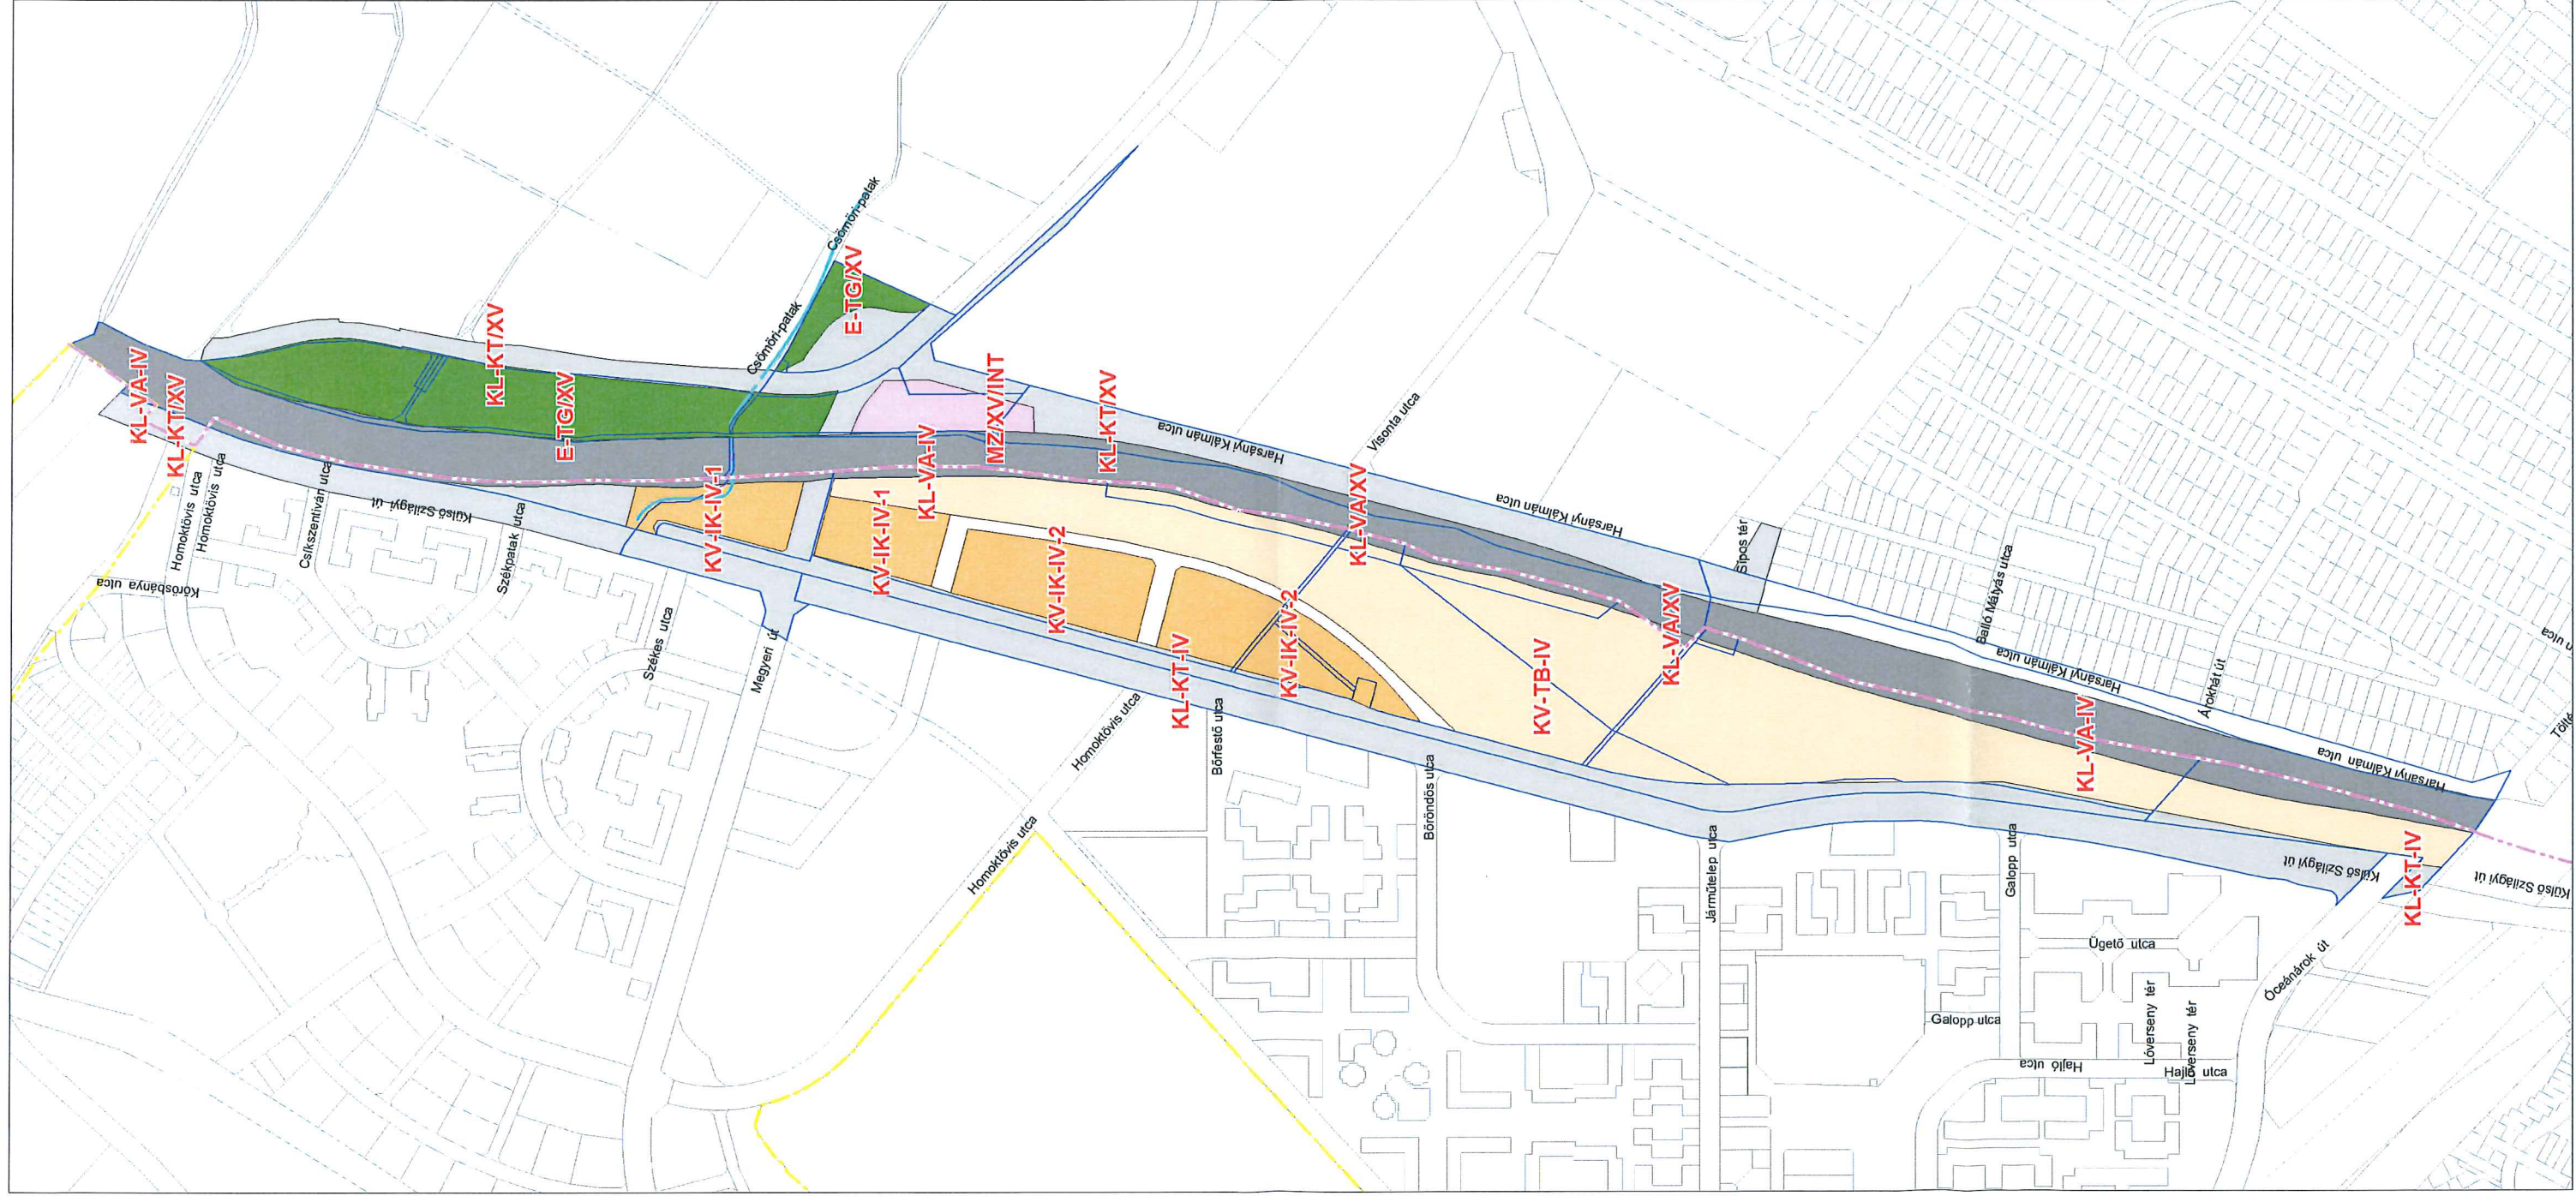 KL-VA-IV
KL-KT/XV
Homoktövis utca
Homoktövis utca
Körösbánya utca
Csíkszentiván utca
Külső Szilágyi út
Székpatak utca
KL-KT/XV
E-TG/XV
Csömöri-patak
Csömöri-patak
E-TG/XV
KV-IK-IV-1
Székes utca
Megyeri út
KV-IK-IV-1
KL-VA-IV
MZ/XV/INT
KL-KT/XV
Harsányi Kálmán utca
KV-IK-IV-2
Homoktövis utca
Homoktövis utca
KL-KT-IV
Bőrfestő utca
KV-IK-IV-2
KL-VA/XV
Visonta utca
Bőröndös utca
Harsányi Kálmán utca
KV-TB-IV
KL-VA/XV
Sípos tér
Járműtelep utca
Galopp utca
Galopp utca
Balló Mátyás utca
Harsányi Kálmán utca
KL-VA-IV
Árokhát út
Ügető utca
Hajló utca
Hajló utca
Lóverseny tér
Lóverseny tér
Óceánárok út
Harsányi Kálmán utca
Külső Szilágyi út
KL-KT-IV
Külső Szilágyi út
utca